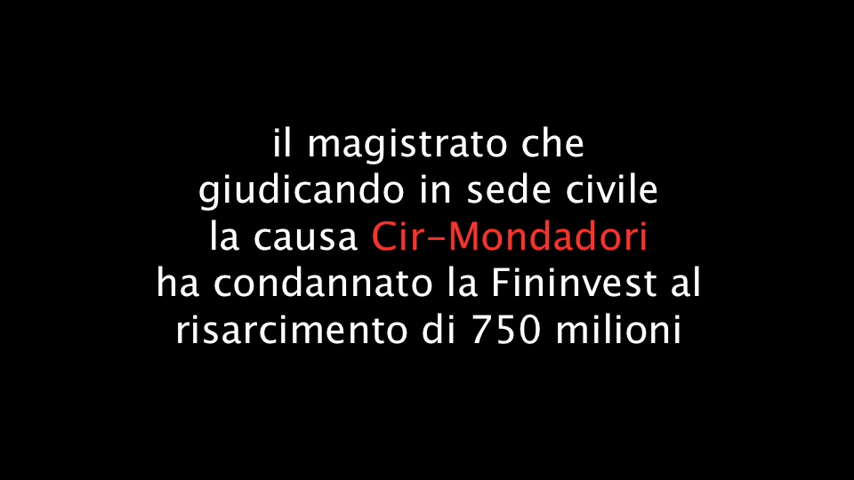 il magistrato che
giudicando in sede civile
la causa Cir-Mondadori
ha condannato la Fininvest al
risarcimento di 750 milioni